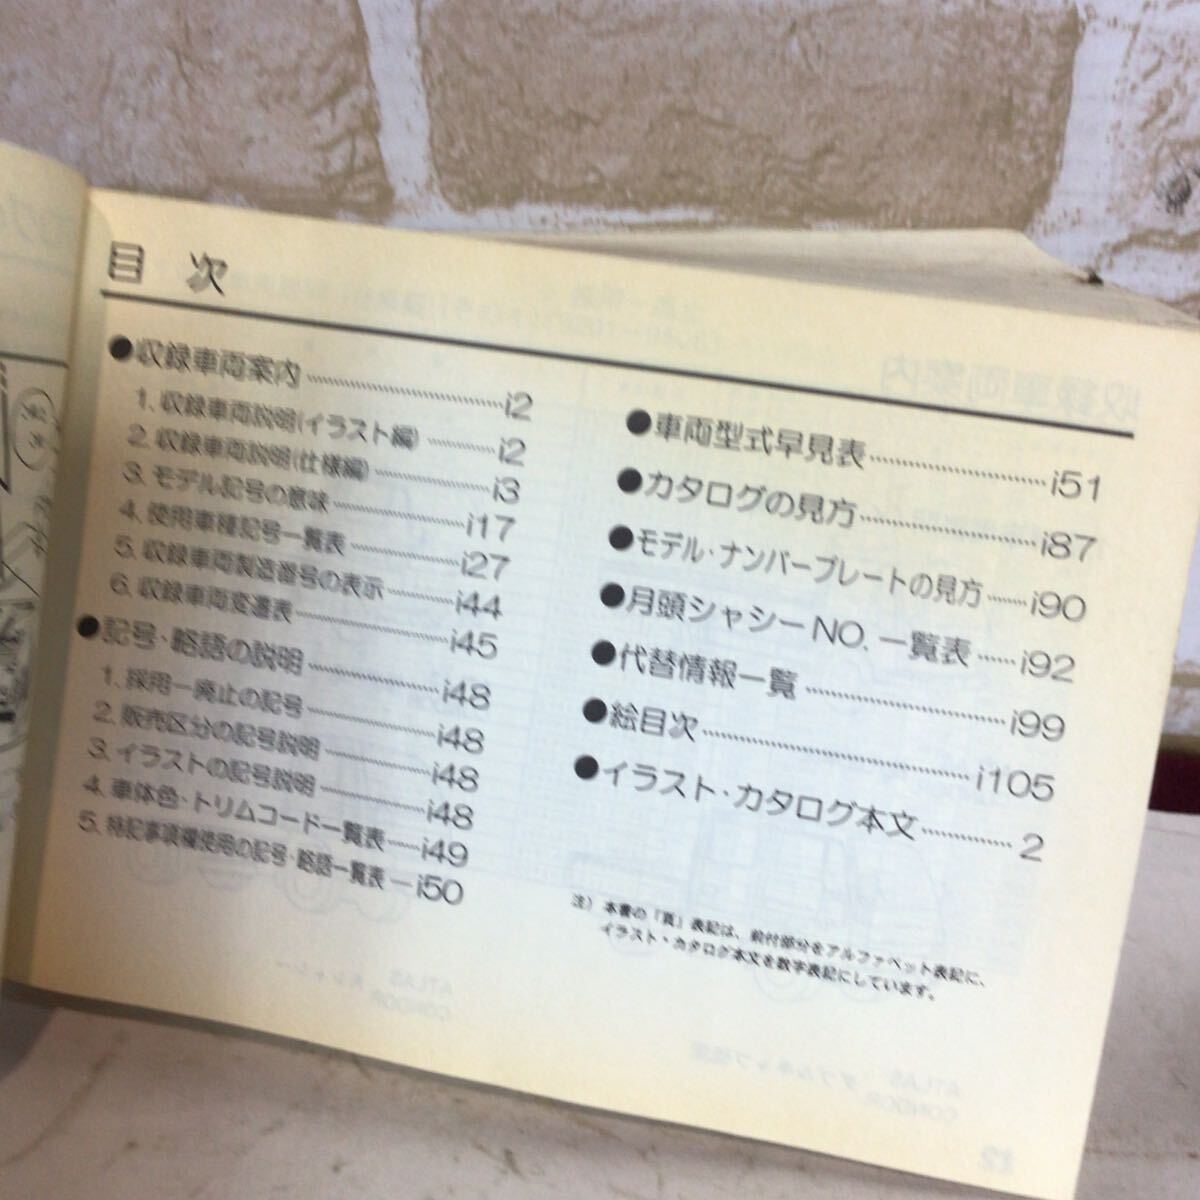 目 次
●収録車両案内 i2
1. 収録車両説明(イラスト編) i2
2. 収録車両説明(仕様編) i3
3. モデル記号の意味 i17
4. 使用車種記号一覧表 i27
5. 収録車両製造番号の表示 i44
6. 収録車両変遷表 i45
●記号・略語の説明 i48
1. 採用一廃止の記号 i48
2. 販売区分の記号説明 i48
3. イラストの記号説明 i48
4. 車体色・トリムコード一覧表 i49
5. 特記事項欄使用の記号・略語一覧表 i50
●車両型式早見表 i51
●カタログの見方 i87
●モデル・ナンバープレートの見方 i90
●月頭シャシーNO. 一覧表 i92
●代替情報一覧 i99
●絵目次 i105
●イラスト・カタログ本文 2
注) 本書の「頁」表記は、前付部分をアルファベット表記に、
イラスト・カタログ本文を数字表記にしています。